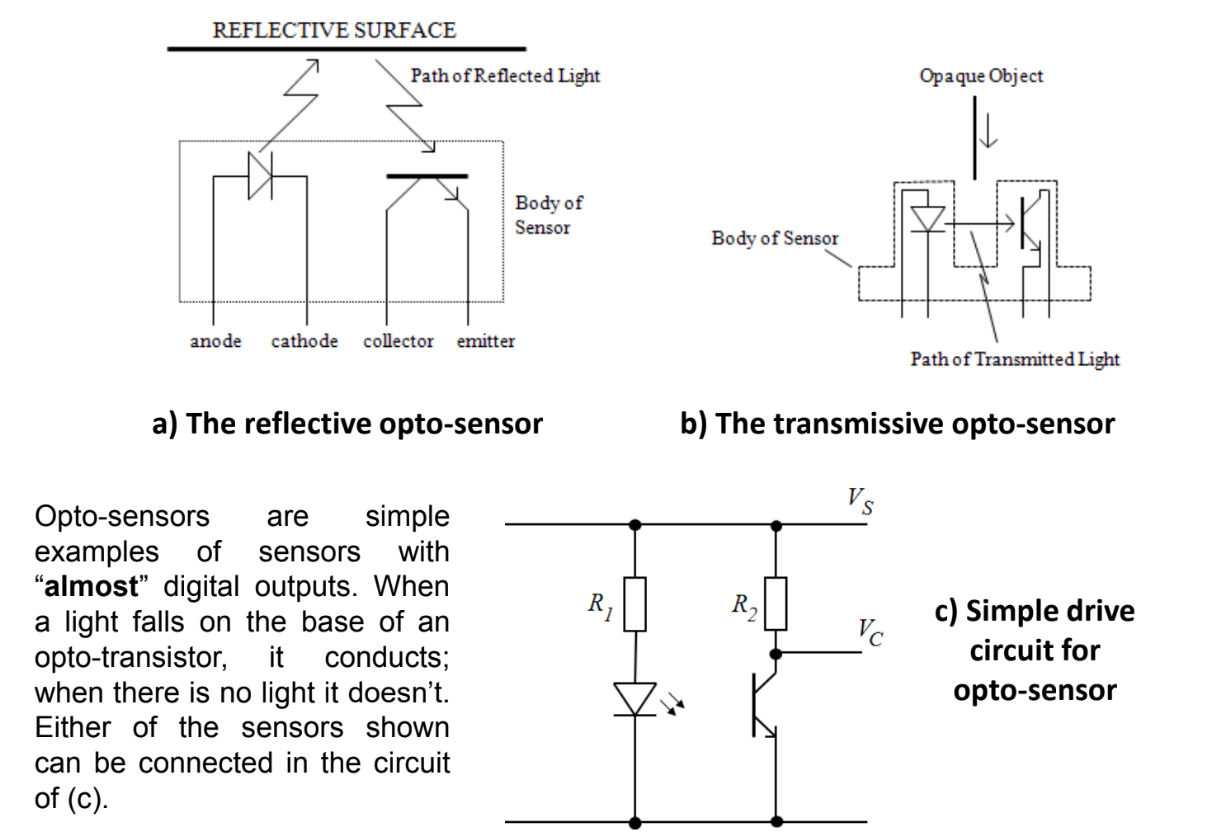 REFLECTIVE SURFACE
Path of Reflected Light
Body of
Sensor
anode cathode collector emitter
a) The reflective opto-sensor
Opaque Object
Body of Sensor
Path of Transmitted Light
b) The transmissive opto-sensor
Opto-sensors are simple
examples of sensors with
“almost” digital outputs. When
a light falls on the base of an
opto-transistor, it conducts;
when there is no light it doesn’t.
Either of the sensors shown
can be connected in the circuit
of (c).
V_S
R_1
R_2
V_C
c) Simple drive
circuit for
opto-sensor